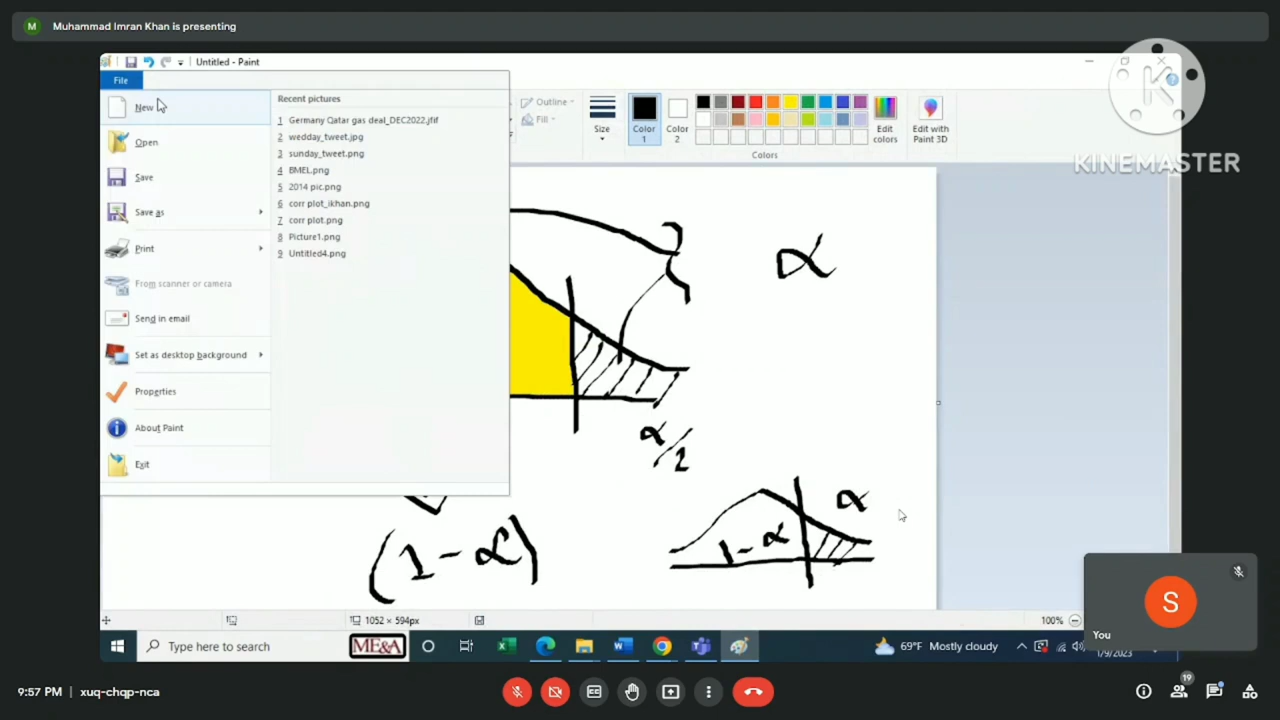 M Muhammad Imran Khan is presenting
Untitled - Paint
File
New
Open
Save
Save as
Print
From scanner or camera
Send in email
Set as desktop background
Properties
About Paint
Exit
Recent pictures
1 Germany Qatar gas deal_DEC2022.jfif
2 wedday_tweet.jpg
3 sunday_tweet.png
4 BMEL.png
5 2014 pic.png
6 corr plot_ikhan.png
7 corr plot.png
8 Picture1.png
9 Untitled4.png
Outline
Fill
Size
Color 1
Color 2
Edit colors
Edit with Paint 3D
Colors
KINEMASTER
α
α/2
(1 - α)
1 - α
α
1052 × 594px
100%
S
You
Type here to search
ME&A
69°F Mostly cloudy
1/9/2023
9:57 PM | xuq-chqp-nca
19